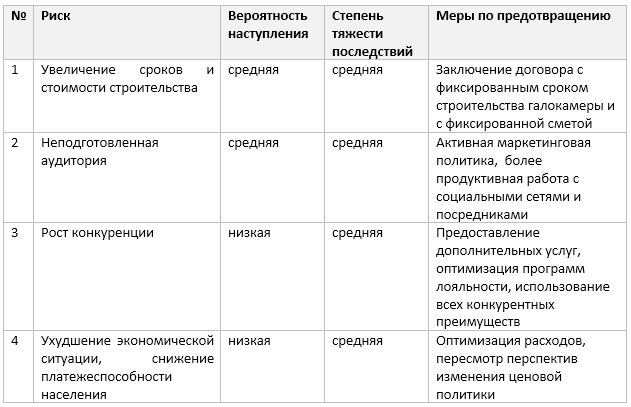 № Риск Вероятность наступления Степень тяжести последствий Меры по предотвращению
1 Увеличение сроков и стоимости строительства средняя средняя Заключение договора с фиксированным сроком строительства галокамеры и с фиксированной сметой
2 Неподготовленная аудитория средняя средняя Активная маркетинговая политика, более продуктивная работа с социальными сетями и посредниками
3 Рост конкуренции низкая средняя Предоставление дополнительных услуг, оптимизация программ лояльности, использование всех конкурентных преимуществ
4 Ухудшение экономической ситуации, снижение платежеспособности населения низкая средняя Оптимизация расходов, пересмотр перспектив изменения ценовой политики